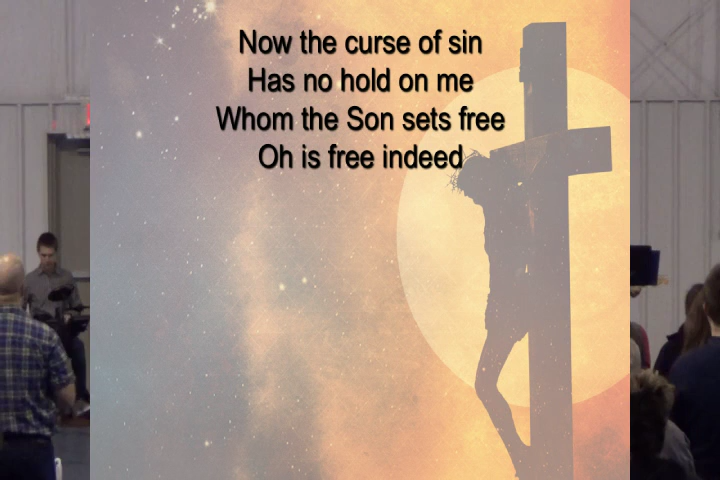 Now the curse of sin
Has no hold on me
Whom the Son sets free
Oh is free indeed